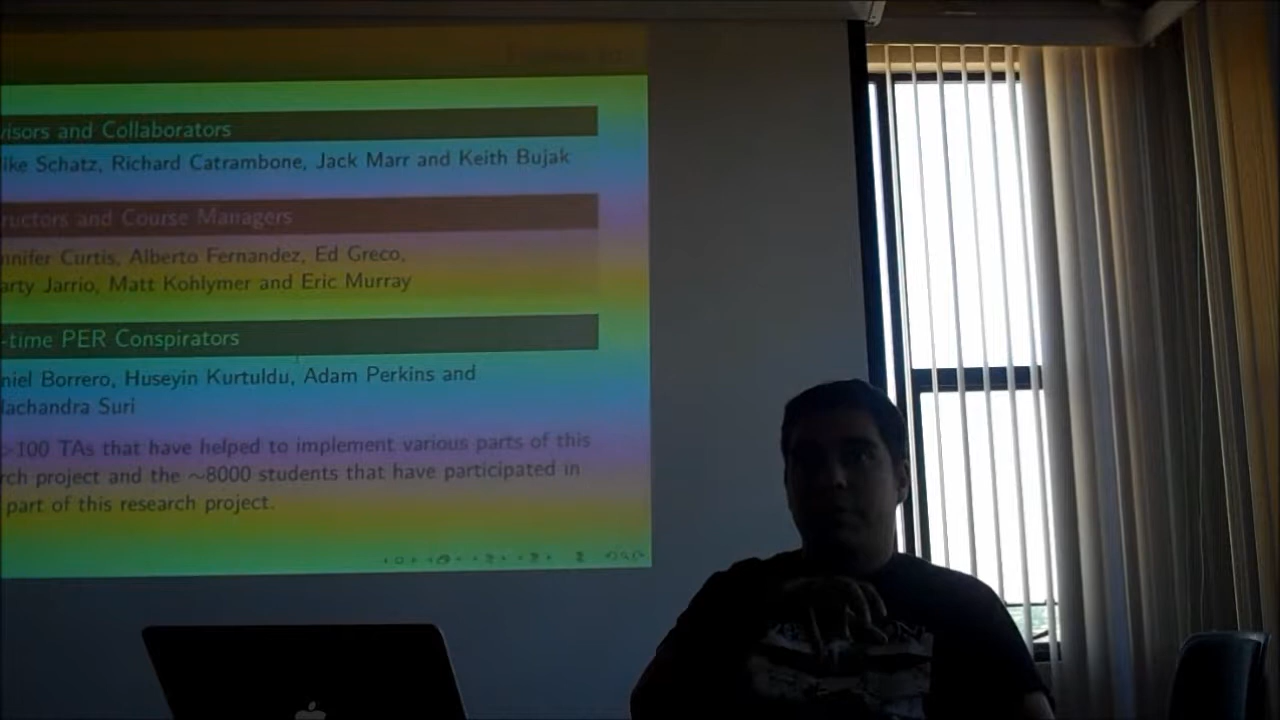 visors and Collaborators
ike Schatz, Richard Catrambone, Jack Marr and Keith Bujak
ructors and Course Managers
nnifer Curtis, Alberto Fernandez, Ed Greco,
arty Jarrio, Matt Kohlymer and Eric Murray
-time PER Conspirators
niel Borrero, Huseyin Kurtuldu, Adam Perkins and
lachandra Suri
>100 TAs that have helped to implement various parts of this
rch project and the ~8000 students that have participated in
part of this research project.